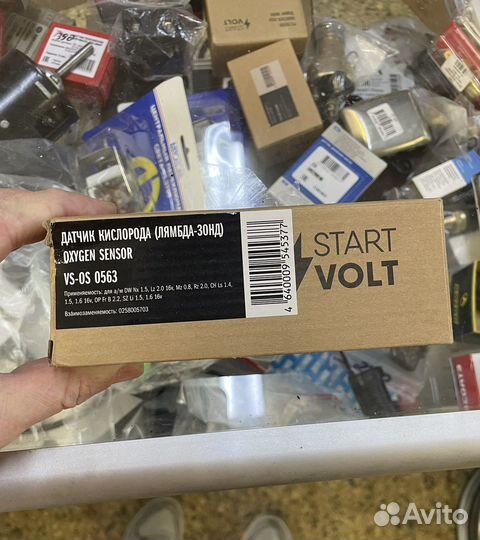 ДАТЧИК КИСЛОРОДА (ЛЯМБДА-ЗОНД)
OXYGEN SENSOR
VS-OS 0563
Применяемость: для а/м DW Nx 1.5, Lz 2.0 16v, Mz 0.8, Rz 2.0, CH Ls 1.4,
1.5, 1.6 16v, OP Fr B 2.2, SZ Li 1.5, 1.6 16v
Взаимозаменяемость: 0258005703
4 640009 545377
START
VOLT
VOLT
Avito